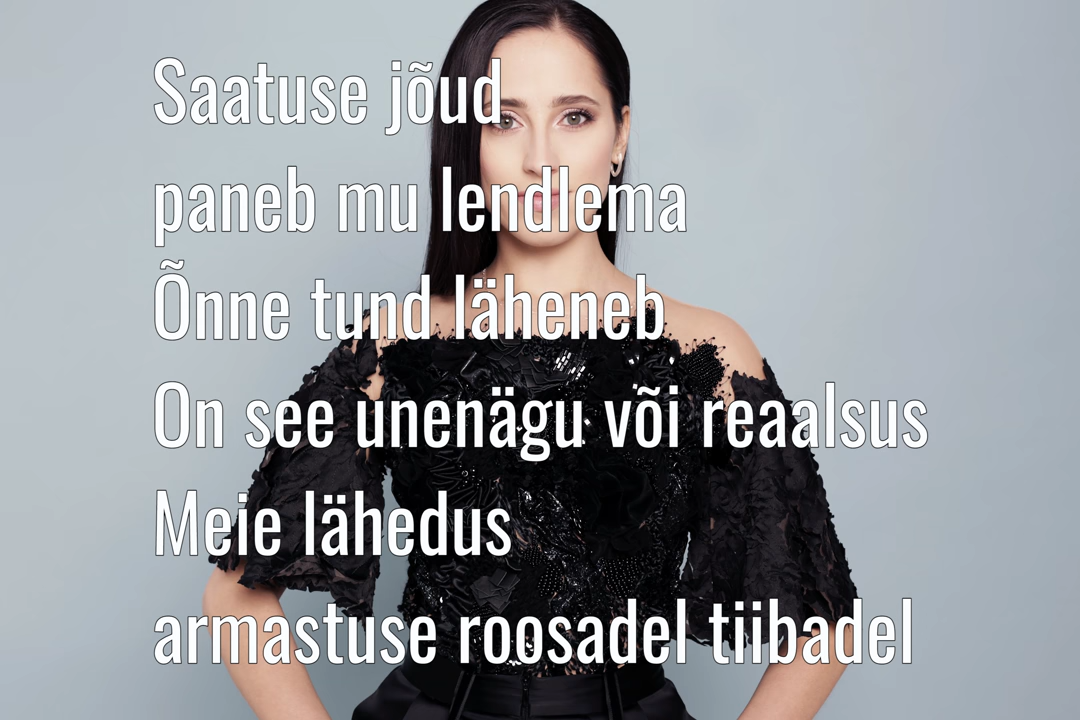 Saatuse jõud
paneb mu lendlema
Õnne tund läheneb
On see unenägu või reaalsus
Meie lähedus
armastuse roosadel tiibadel